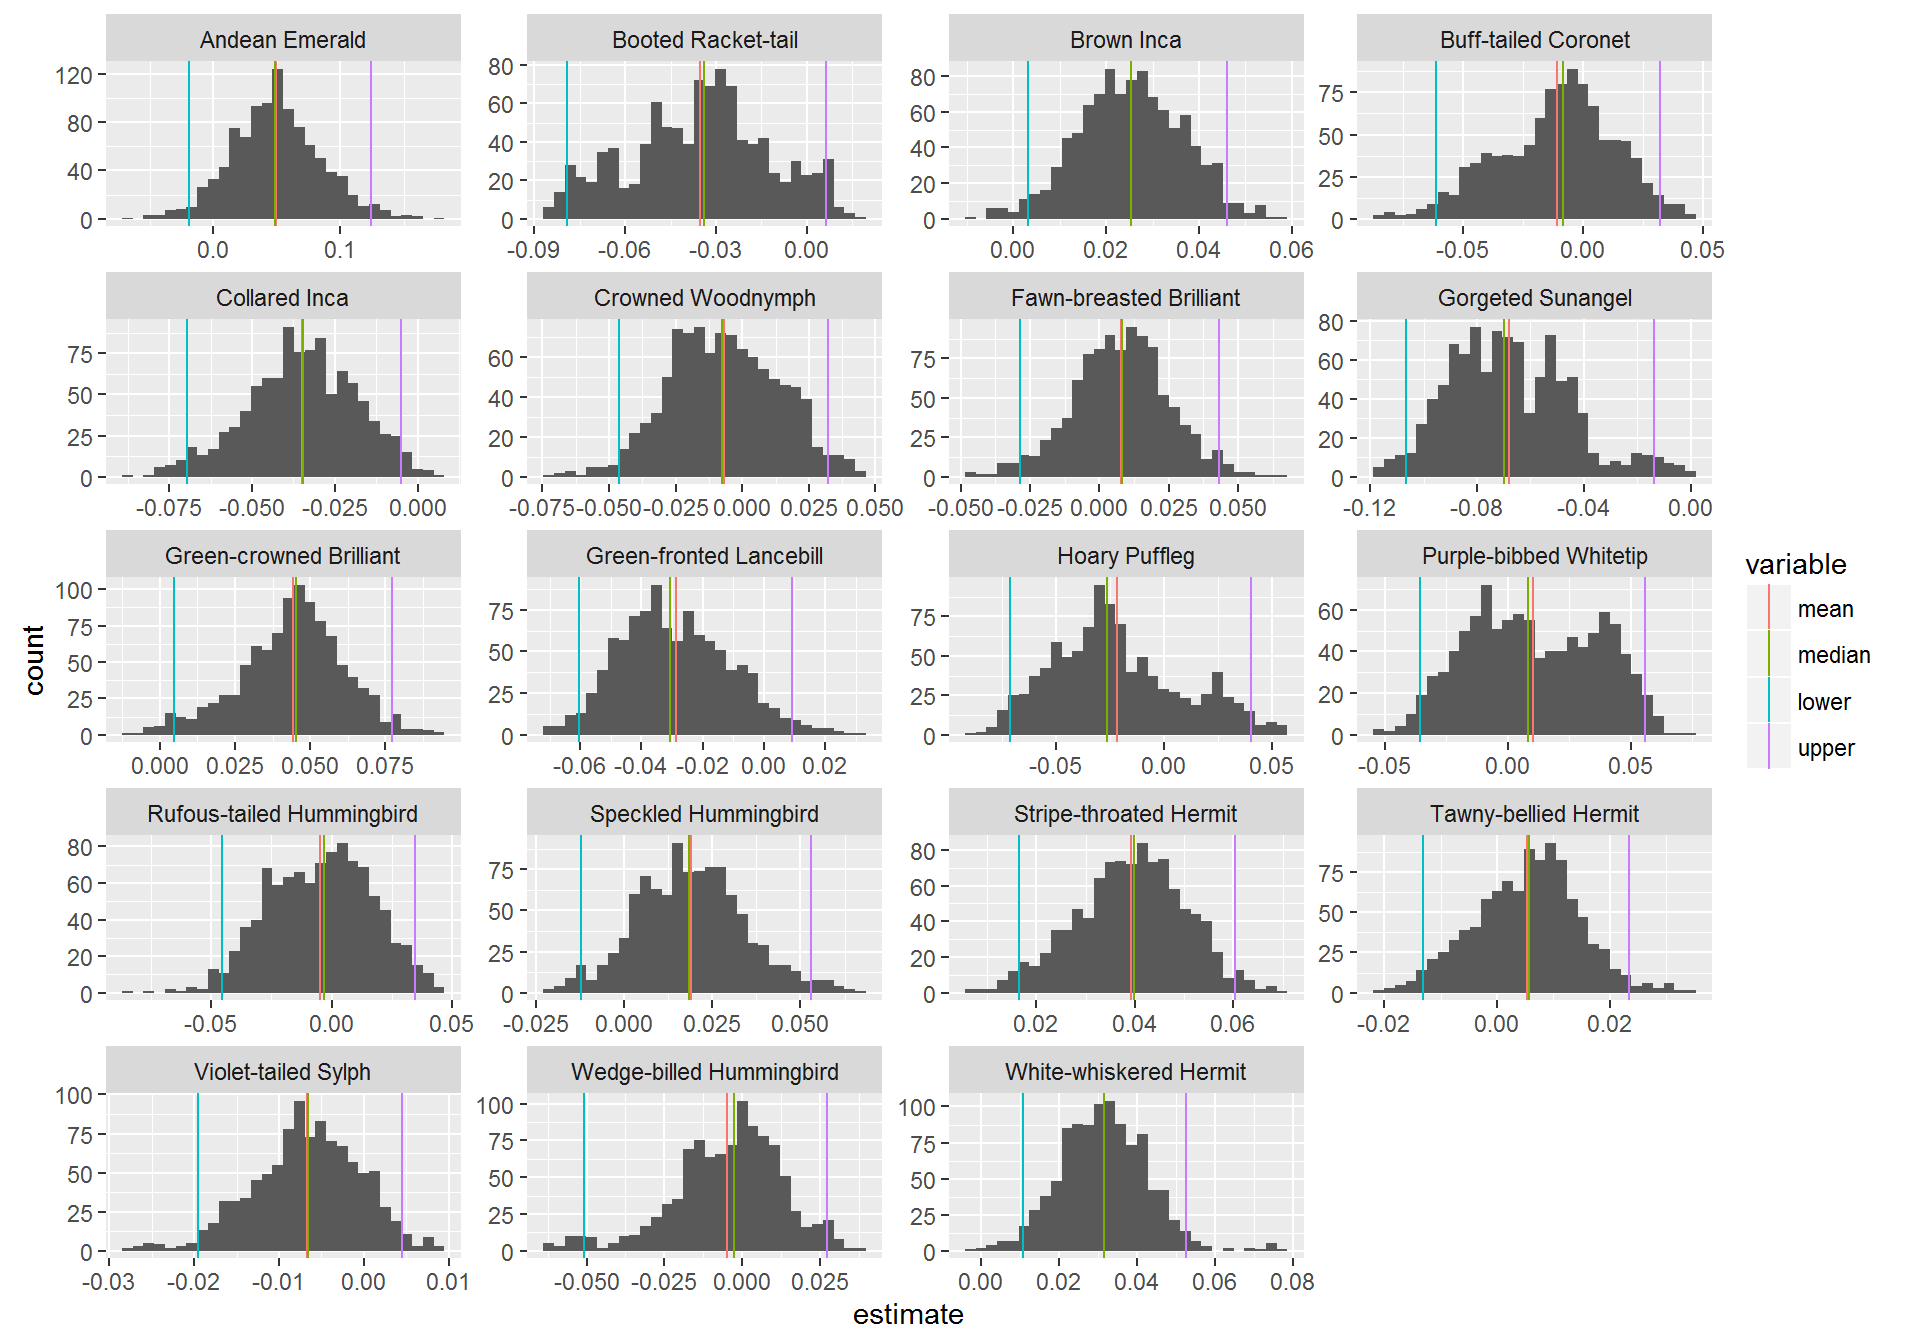 Andean Emerald Booted Racket-tail Brown Inca Buff-tailed Coronet
120 80 40 0
0.0 0.1
80 60 40 20 0
-0.09 -0.06 -0.03 0.00
80 60 40 20 0
0.00 0.02 0.04 0.06
75 50 25 0
-0.05 0.00 0.05
Collared Inca Crowned Woodnymph Fawn-breasted Brilliant Gorgeted Sunangel
75 50 25 0
-0.075 -0.050 -0.025 0.000
60 40 20 0
-0.075 -0.050 -0.025 0.000 0.025 0.050
75 50 25 0
-0.050 -0.025 0.000 0.025 0.050
80 60 40 20 0
-0.12 -0.08 -0.04 0.00
Green-crowned Brilliant Green-fronted Lancebill Hoary Puffleg Purple-bibbed Whitetip
100 75 50 25 0
0.000 0.025 0.050 0.075
75 50 25 0
-0.06 -0.04 -0.02 0.00 0.02
75 50 25 0
-0.05 0.00 0.05
60 40 20 0
-0.05 0.00 0.05
Rufous-tailed Hummingbird Speckled Hummingbird Stripe-throated Hermit Tawny-bellied Hermit
80 60 40 20 0
-0.05 0.00 0.05
75 50 25 0
-0.025 0.000 0.025 0.050
80 60 40 20 0
0.02 0.04 0.06
75 50 25 0
-0.02 0.00 0.02
Violet-tailed Sylph Wedge-billed Hummingbird White-whiskered Hermit
100 75 50 25 0
-0.03 -0.02 -0.01 0.00 0.01
100 75 50 25 0
-0.050 -0.025 0.000 0.025
100 75 50 25 0
0.00 0.02 0.04 0.06 0.08
count
estimate
variable
mean
median
lower
upper